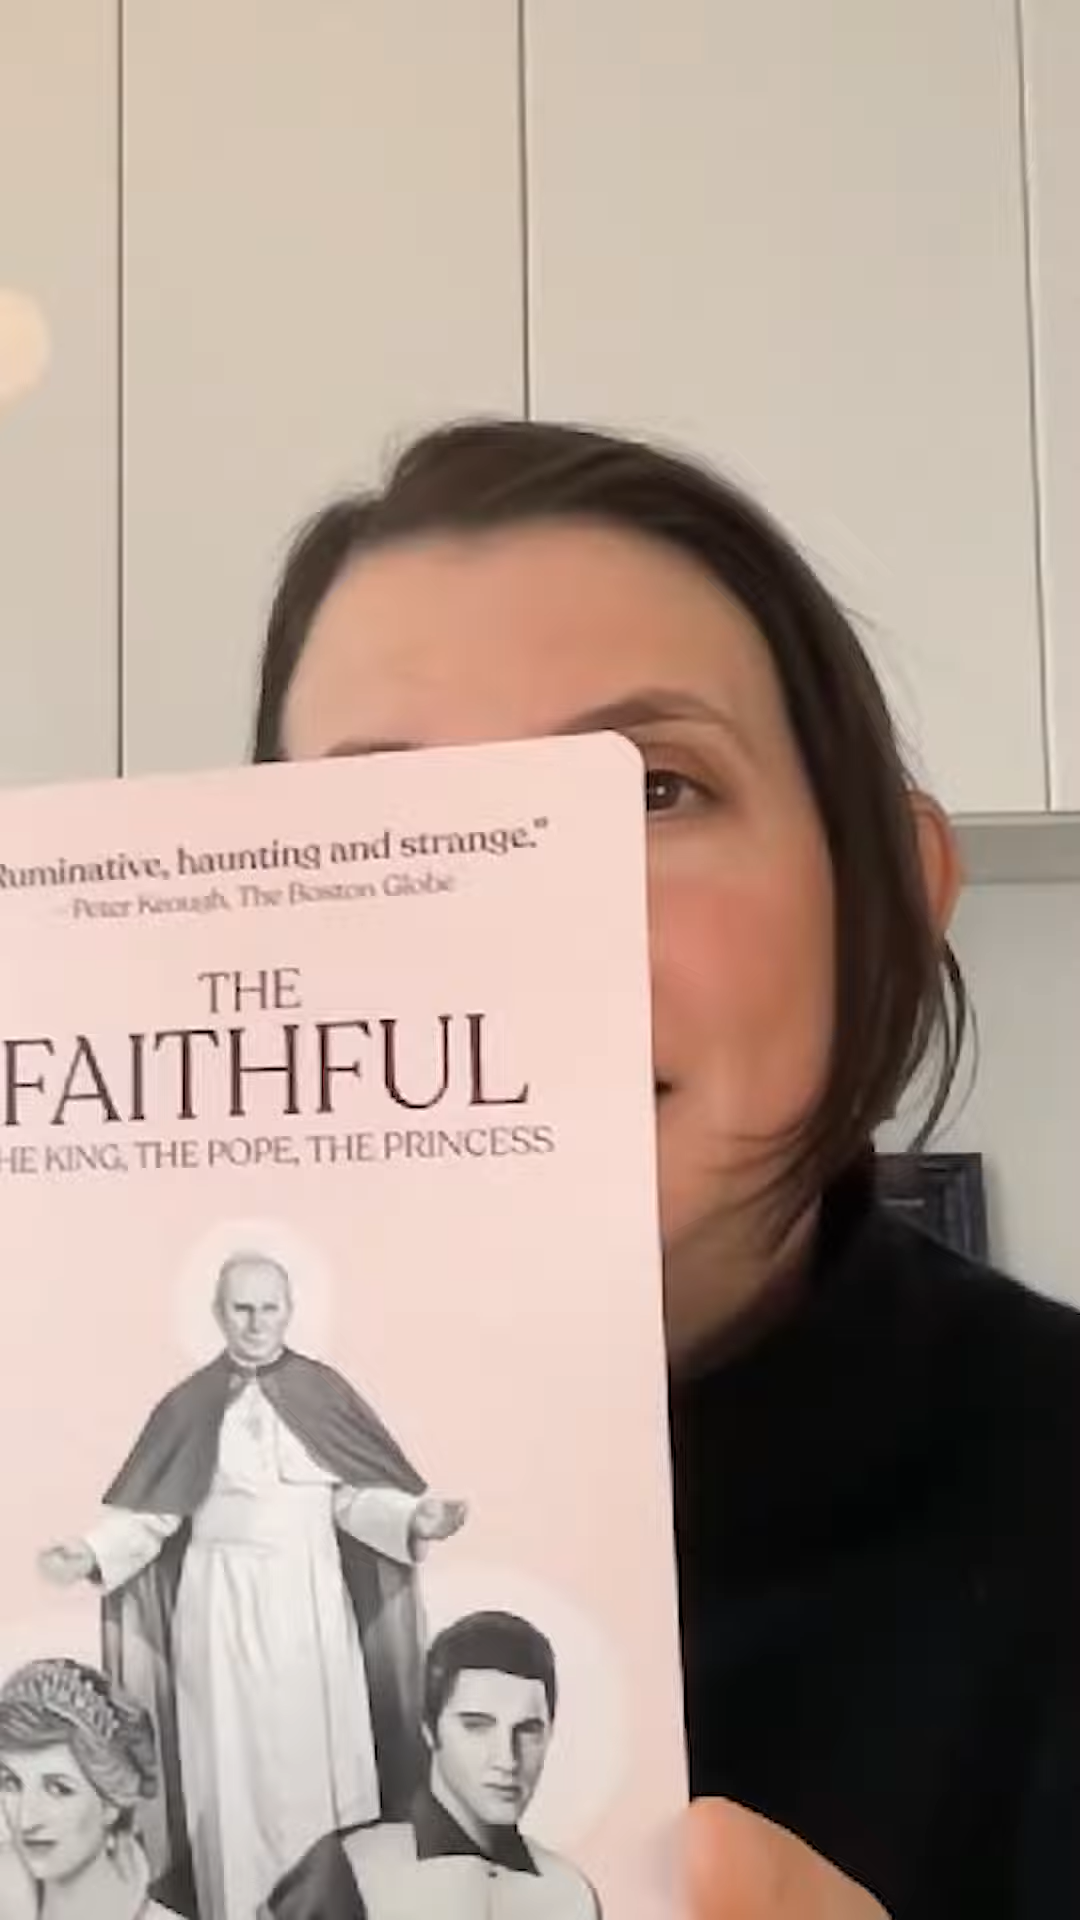 Ruminative, haunting and strange."
- Peter Keough, The Boston Globe
THE
FAITHFUL
HE KING, THE POPE, THE PRINCESS